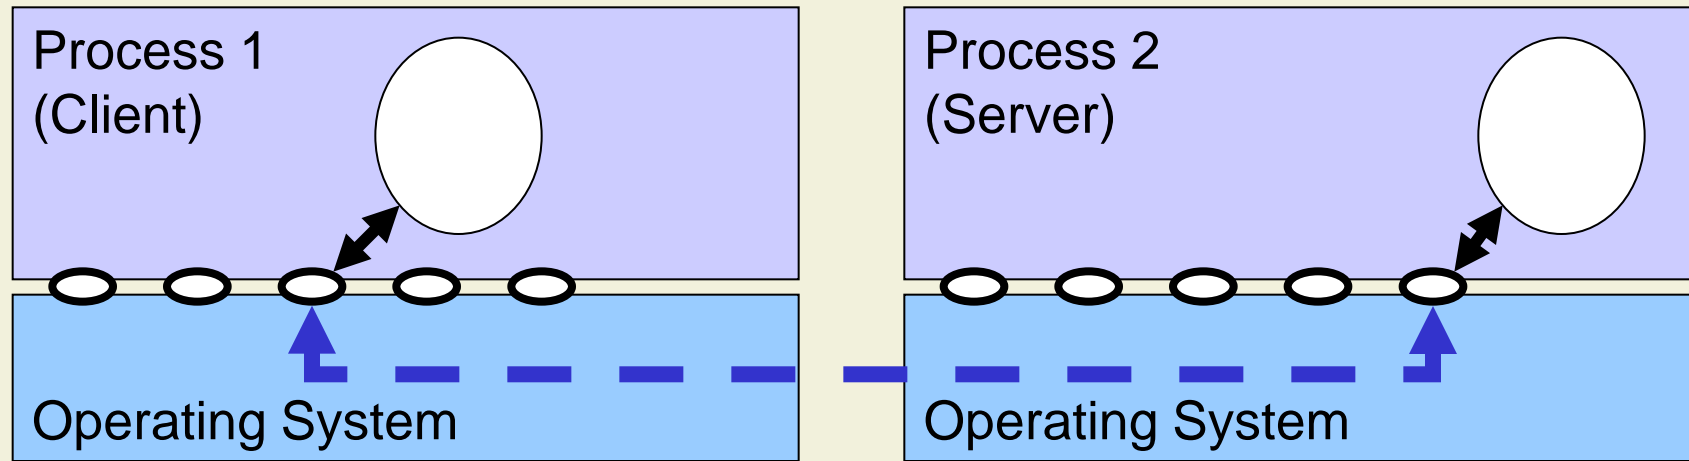 Process 1
(Client)
Process 2
(Server)
Operating System
Operating System